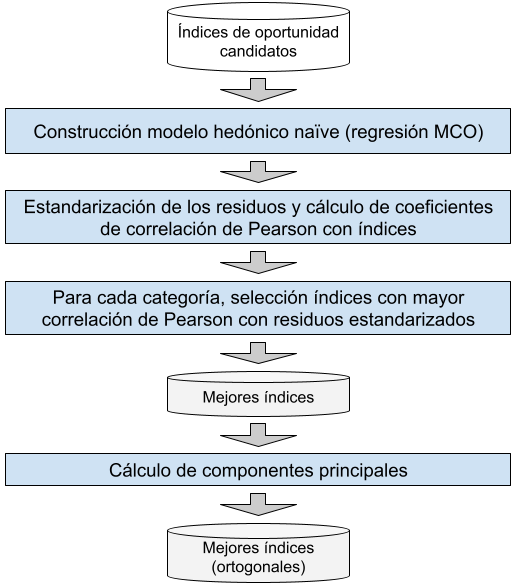 Índices de oportunidad
candidatos
Construcción modelo hedónico naïve (regresión MCO)
Estandarización de los residuos y cálculo de coeficientes
de correlación de Pearson con índices
Para cada categoría, selección índices con mayor
correlación de Pearson con residuos estandarizados
Mejores índices
Cálculo de componentes principales
Mejores índices
(ortogonales)